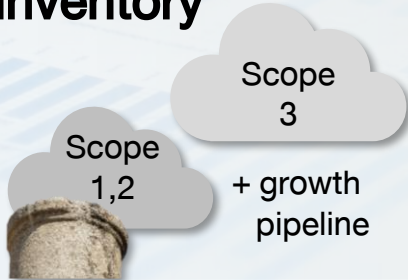 inventory
Scope
3
Scope
1,2
+ growth
pipeline